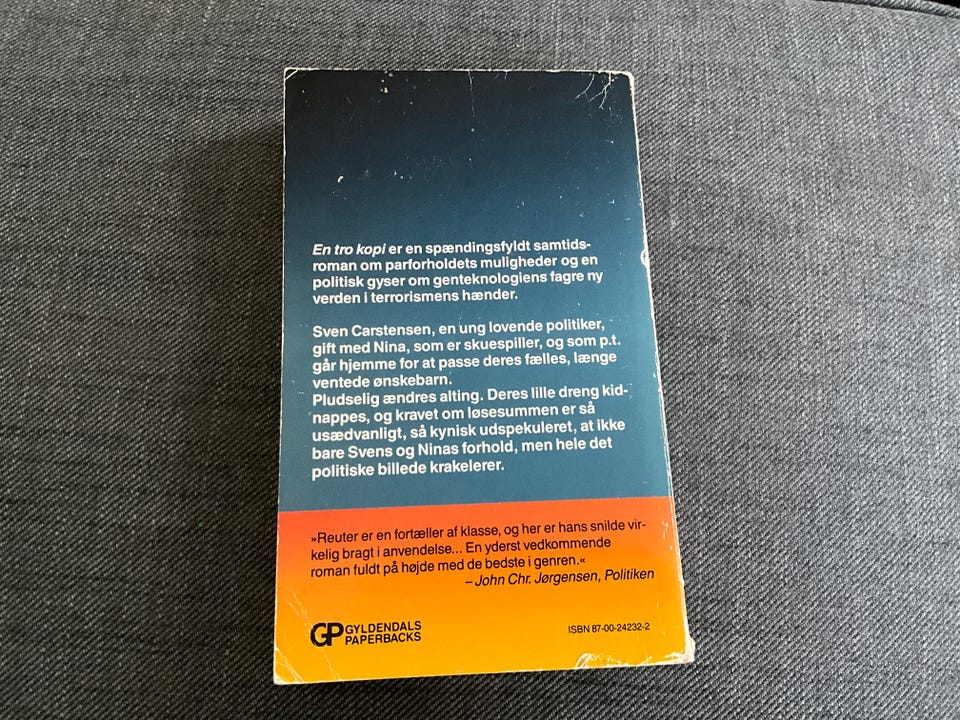 En tro kopi er en spændingsfyldt samtids-
roman om parforholdets muligheder og en
politisk gyser om genteknologiens fagre ny
verden i terrorismens hænder.
Sven Carstensen, en ung lovende politiker,
gift med Nina, som er skuespiller, og som p.t.
går hjemme for at passe deres fælles, længe
ventede ønskebarn.
Pludselig ændres alting. Deres lille dreng kid-
nappes, og kravet om løsesummen er så
usædvanligt, så kynisk udspekuleret, at ikke
bare Svens og Ninas forhold, men hele det
politiske billede krakelerer.
»Reuter er en fortæller af klasse, og her er hans snilde vir-
kelig bragt i anvendelse... En yderst vedkommende
roman fuldt på højde med de bedste i genren.«
– John Chr. Jørgensen, Politiken
GP GYLDENDALS
PAPERBACKS
ISBN 87-00-24232-2